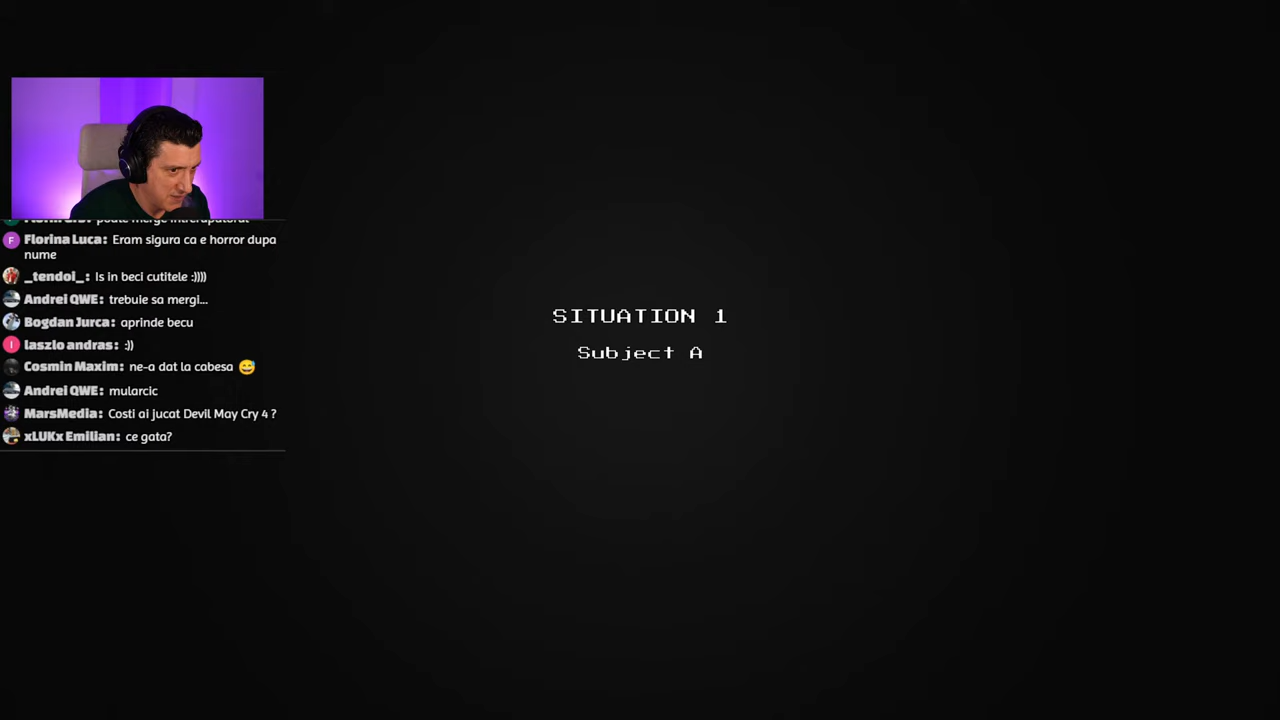 Florina Luca: Eram sigura ca e horror dupa
nume
_tendoi_: Is in beci cutitele :))))
Andrei QWE: trebuie sa mergi...
Bogdan Jurca: aprinde becu
laszlo andras: :))
Cosmin Maxim: ne-a dat la cabesa 😅
Andrei QWE: mularcic
MarsMedia: Costi ai jucat Devil May Cry 4 ?
xLUKx Emilian: ce gata?
SITUATION 1
Subject A